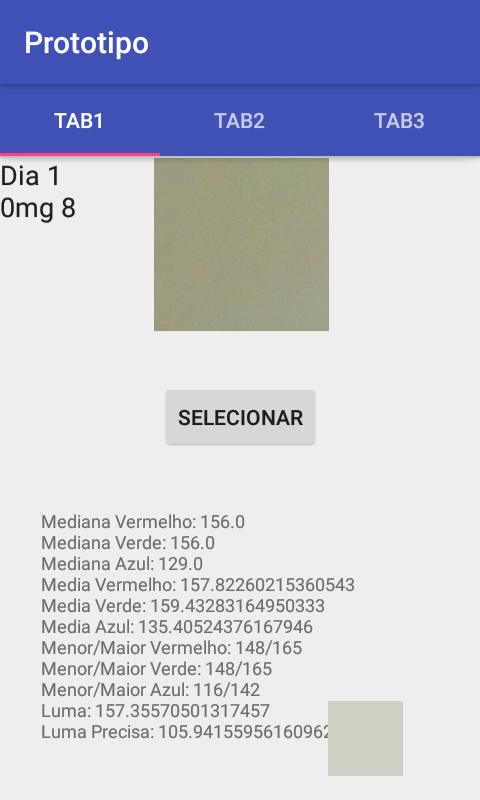 Prototipo
TAB1 TAB2 TAB3
Dia 1
0mg 8
SELECIONAR
Mediana Vermelho: 156.0
Mediana Verde: 156.0
Mediana Azul: 129.0
Media Vermelho: 157.82260215360543
Media Verde: 159.43283164950333
Media Azul: 135.40524376167946
Menor/Maior Vermelho: 148/165
Menor/Maior Verde: 148/165
Menor/Maior Azul: 116/142
Luma: 157.35570501317457
Luma Precisa: 105.94155956160962